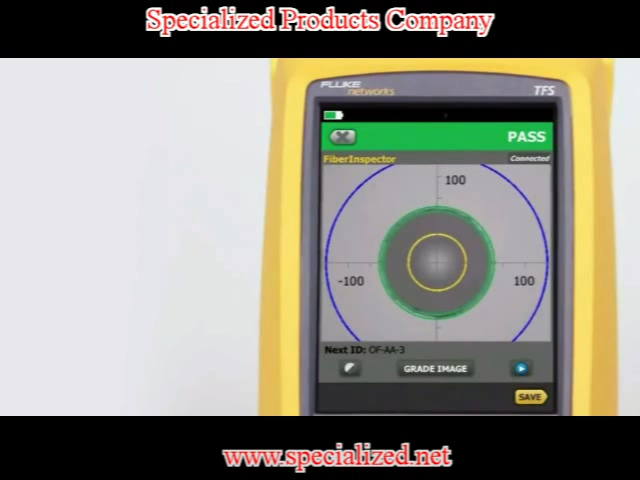 Specialized Products Company
FLUKE
networks
TFS
PASS
FiberInspector
Connected
100
-100
100
Next ID: OF-AA-3
GRADE IMAGE
SAVE
www.specialized.net